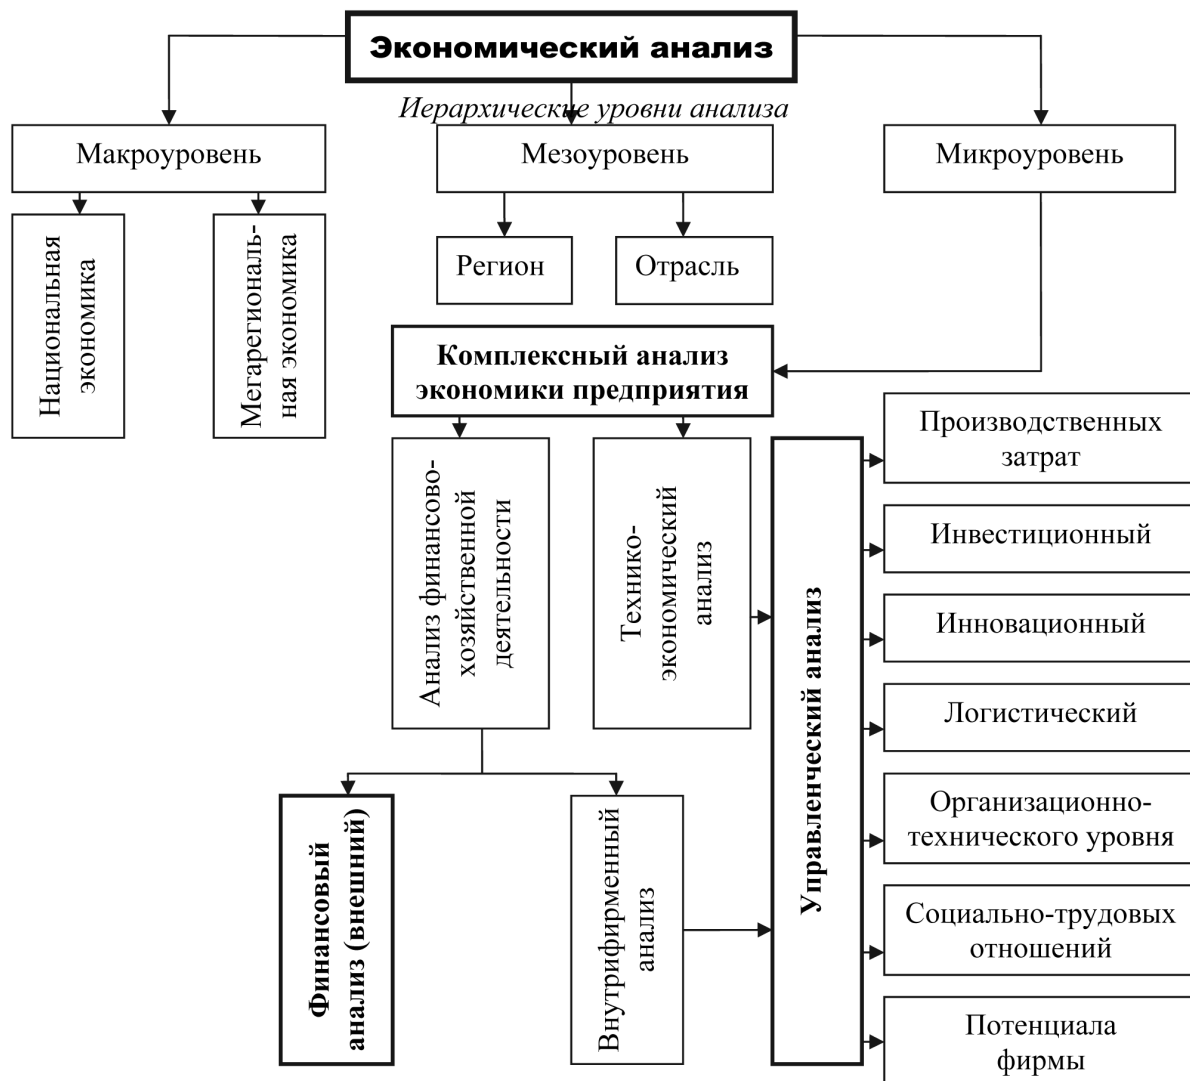 Экономический анализ
Иерархические уровни анализа
Макроуровень
Мезоуровень
Микроуровень
Национальная
экономика
Мегарегиональ-
ная экономика
Регион
Отрасль
Комплексный анализ
экономики предприятия
Анализ финансово-
хозяйственной
деятельности
Технико-
экономический
анализ
Управленческий анализ
Производственных
затрат
Инвестиционный
Инновационный
Логистический
Организационно-
технического уровня
Социально-трудовых
отношений
Потенциала
фирмы
Финансовый
анализ (внешний)
Внутрифирменный
анализ